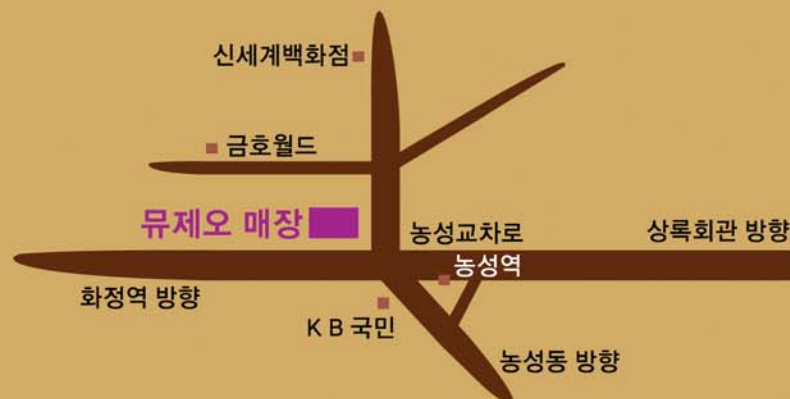 신세계백화점
금호월드
뮤제오 매장
농성교차로
상록회관 방향
농성역
화정역 방향
K B 국민
농성동 방향